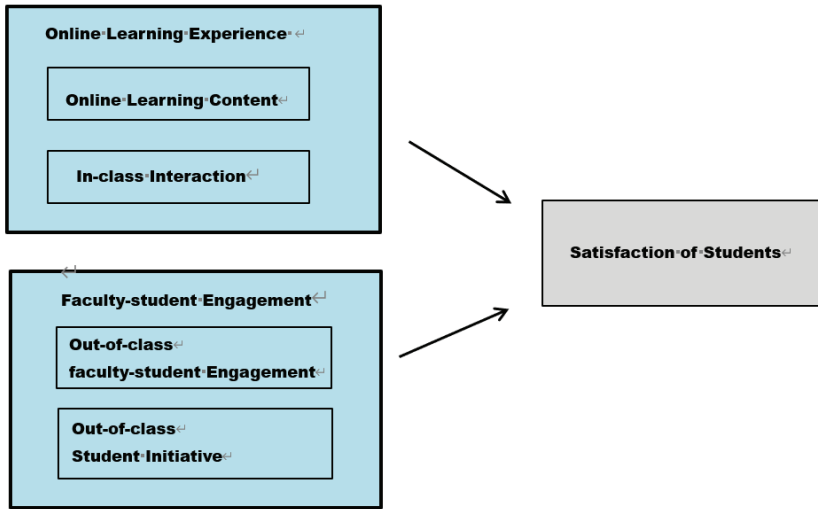 Online Learning Experience
Online Learning Content
In-class Interaction
Satisfaction of Students
Faculty-student Engagement
Out-of-class
faculty-student Engagement
Out-of-class
Student Initiative